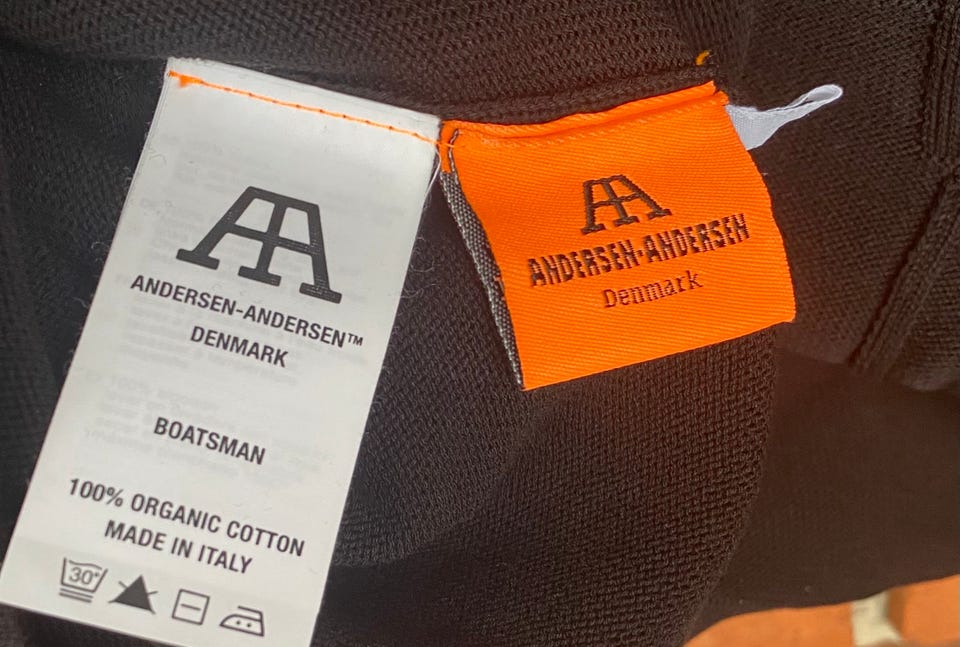 ANDERSEN-ANDERSEN™
DENMARK
BOATSMAN
100% ORGANIC COTTON
MADE IN ITALY
30°
ANDERSEN-ANDERSEN
Denmark